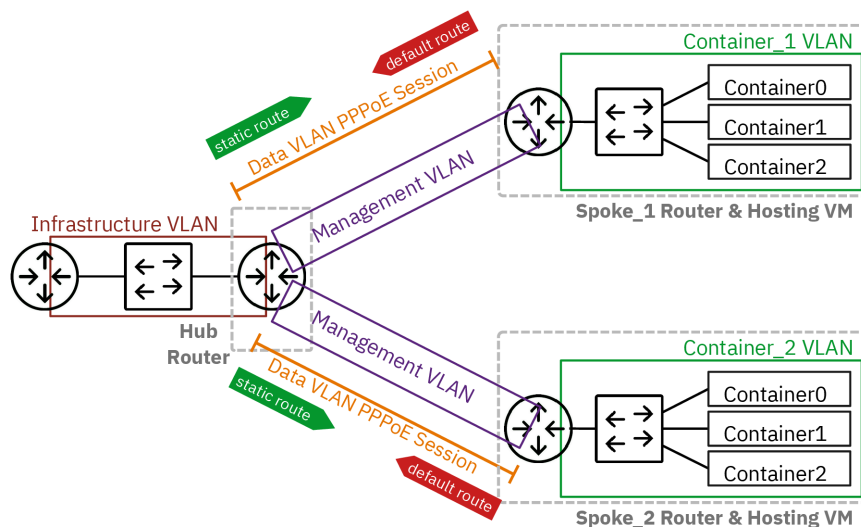 Container_1 VLAN
default route
Data VLAN PPPoE Session
static route
Container0
Container1
Container2
Management VLAN
Spoke_1 Router & Hosting VM
Infrastructure VLAN
Hub
Router
Management VLAN
Data VLAN PPPoE Session
static route
default route
Container_2 VLAN
Container0
Container1
Container2
Spoke_2 Router & Hosting VM